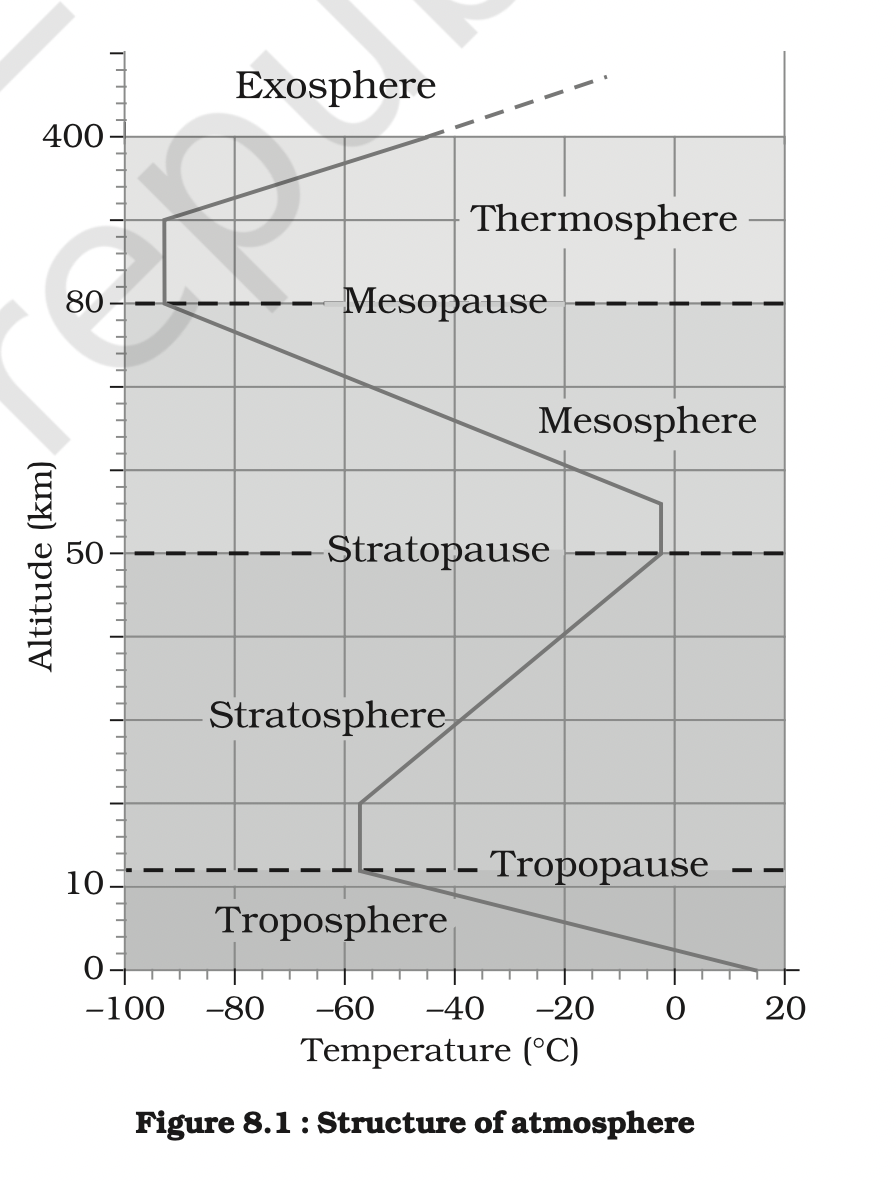 Exosphere
400
Thermosphere
80
Mesopause
Mesosphere
Altitude (km)
50
Stratopause
Stratosphere
Tropopause
10
Troposphere
0
–100 –80 –60 –40 –20 0 20
Temperature (°C)
Figure 8.1 : Structure of atmosphere
repu